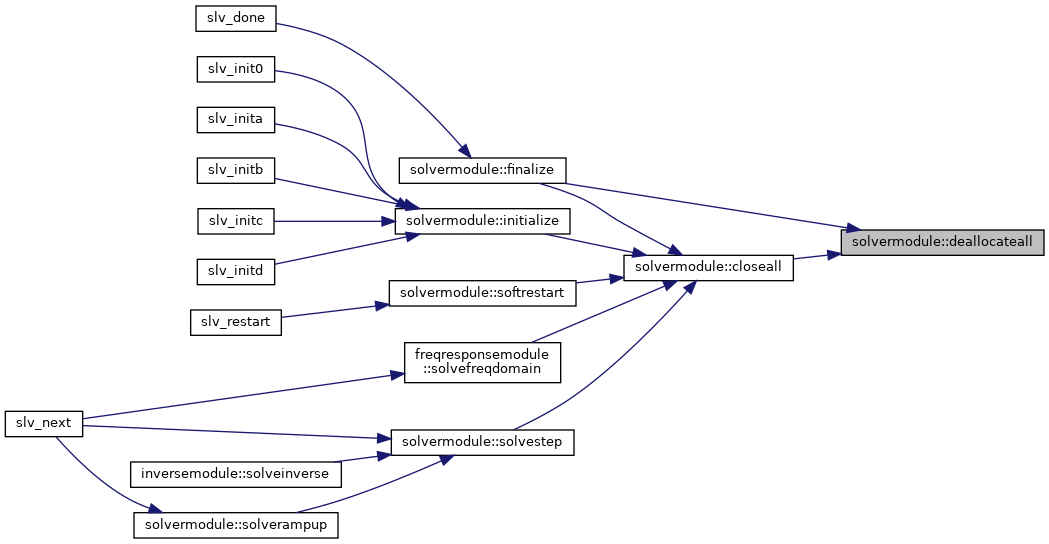 slv_done
slv_init0
slv_inita
slv_initb
slv_initc
slv_initd
slv_restart
slv_next
inversemodule::solveinverse
solvermodule::solverampup
solvermodule::finalize
solvermodule::initialize
solvermodule::softrestart
freqresponsemodule
::solvefreqdomain
solvermodule::solvestep
solvermodule::closeall
solvermodule::deallocateall